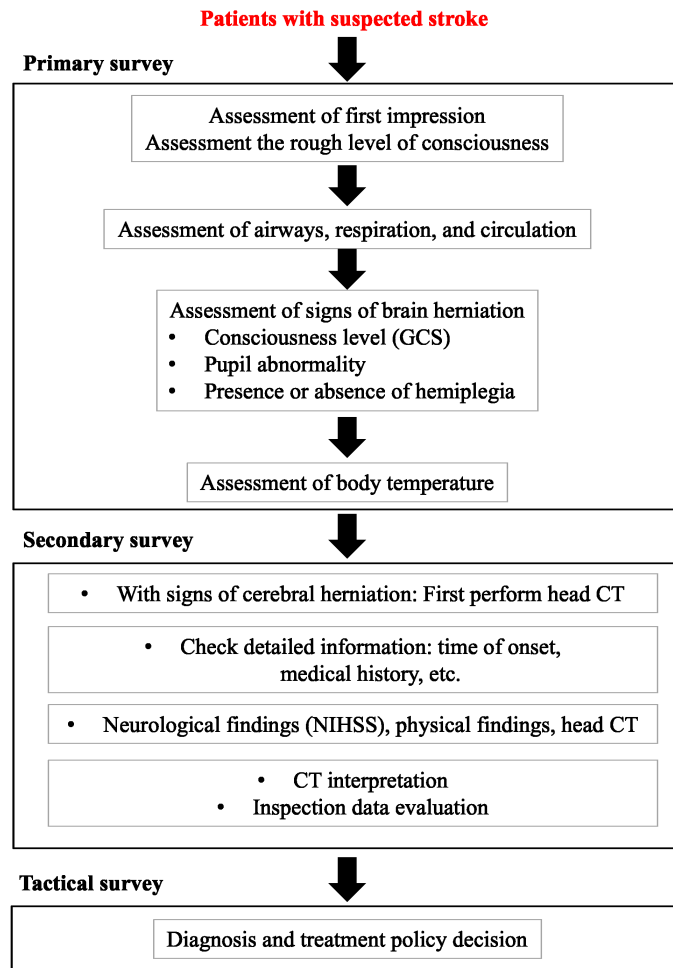 Patients with suspected stroke
Primary survey
Assessment of first impression
Assessment the rough level of consciousness
Assessment of airways, respiration, and circulation
Assessment of signs of brain herniation
• Consciousness level (GCS)
• Pupil abnormality
• Presence or absence of hemiplegia
Assessment of body temperature
Secondary survey
• With signs of cerebral herniation: First perform head CT
• Check detailed information: time of onset,
medical history, etc.
• Neurological findings (NIHSS), physical findings, head CT
• CT interpretation
• Inspection data evaluation
Tactical survey
Diagnosis and treatment policy decision